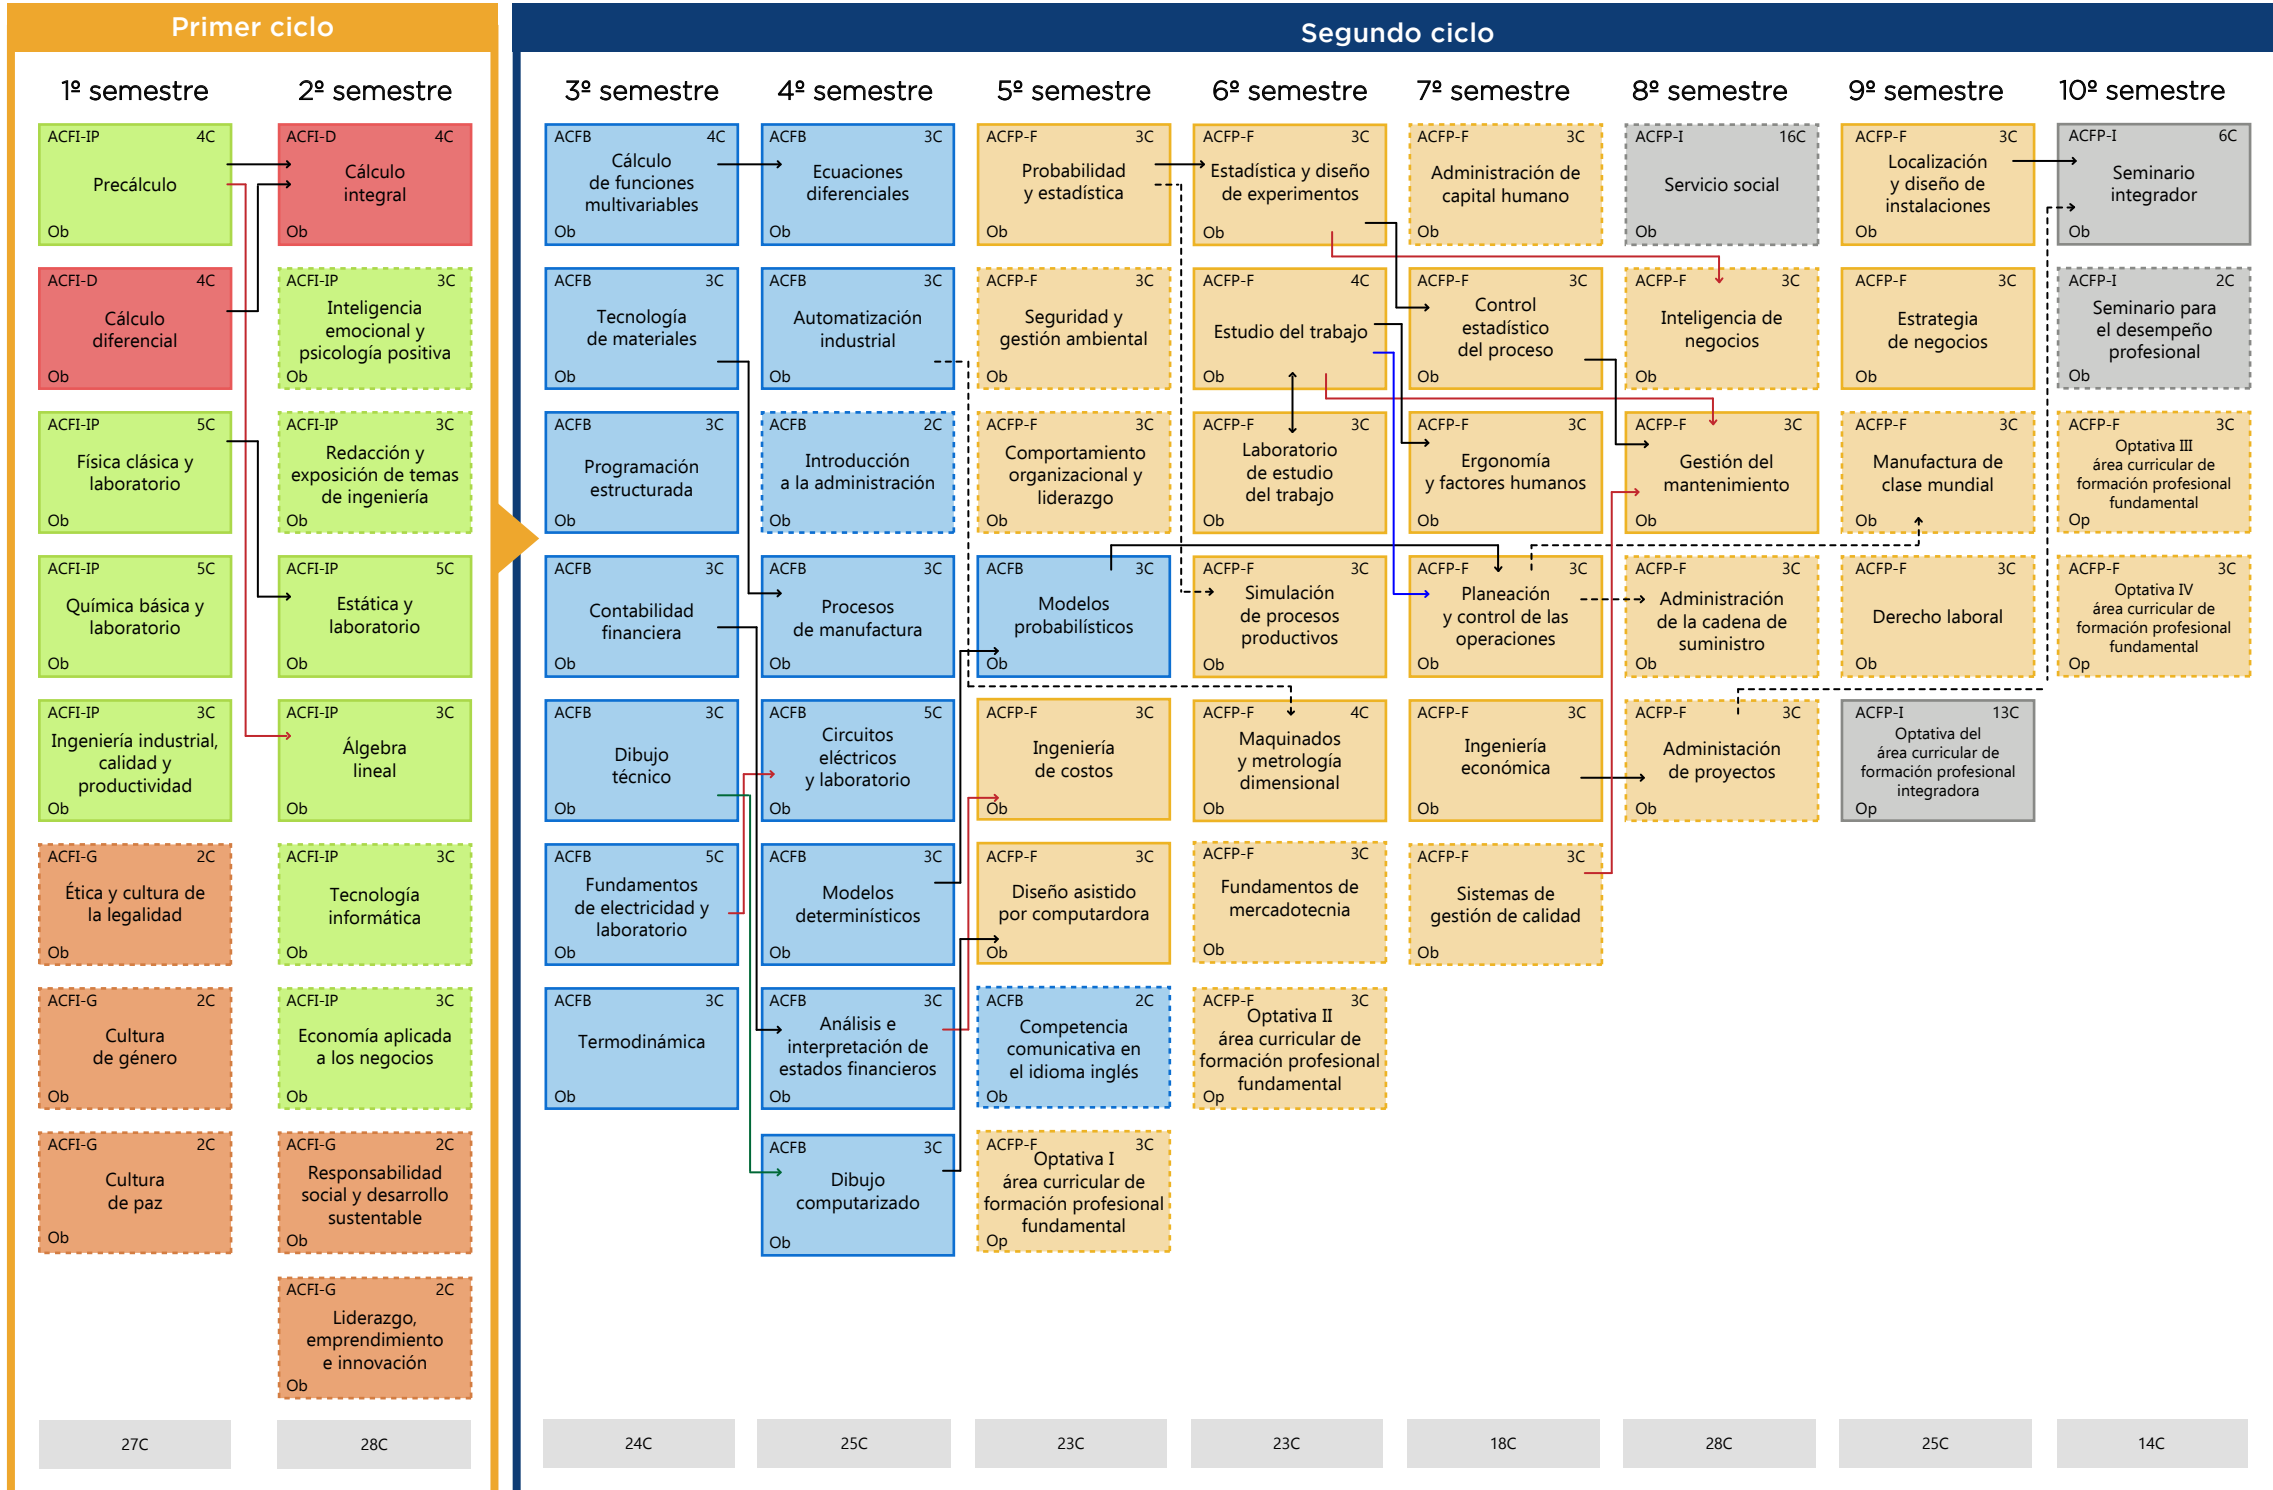 Primer ciclo
Segundo ciclo
1º semestre
2º semestre
3º semestre
4º semestre
5º semestre
6º semestre
7º semestre
8º semestre
9º semestre
10º semestre
ACFI-IP 4C
Precálculo
Ob
ACFI-D 4C
Cálculo
diferencial
Ob
ACFI-IP 5C
Física clásica y
laboratorio
Ob
ACFI-IP 5C
Química básica y
laboratorio
Ob
ACFI-IP 3C
Ingeniería industrial,
calidad y
productividad
Ob
ACFI-G 2C
Ética y cultura de
la legalidad
Ob
ACFI-G 2C
Cultura
de género
Ob
ACFI-G 2C
Cultura
de paz
Ob
27C
ACFI-D 4C
Cálculo
integral
Ob
ACFI-IP 3C
Inteligencia
emocional y
psicología positiva
Ob
ACFI-IP 3C
Redacción y
exposición de temas
de ingeniería
Ob
ACFI-IP 5C
Estática y
laboratorio
Ob
ACFI-IP 3C
Álgebra
lineal
Ob
ACFI-IP 3C
Tecnología
informática
Ob
ACFI-IP 3C
Economía aplicada
a los negocios
Ob
ACFI-G 2C
Responsabilidad
social y desarrollo
sustentable
Ob
ACFI-G 2C
Liderazgo,
emprendimiento
e innovación
Ob
28C
ACFB 4C
Cálculo
de funciones
multivariables
Ob
ACFB 3C
Tecnología
de materiales
Ob
ACFB 3C
Programación
estructurada
Ob
ACFB 3C
Contabilidad
financiera
Ob
ACFB 3C
Dibujo
técnico
Ob
ACFB 5C
Fundamentos
de electricidad y
laboratorio
Ob
ACFB 3C
Termodinámica
Ob
24C
ACFB 3C
Ecuaciones
diferenciales
Ob
ACFB 3C
Automatización
industrial
Ob
ACFB 2C
Introducción
a la administración
Ob
ACFB 3C
Procesos
de manufactura
Ob
ACFB 5C
Circuitos
eléctricos
y laboratorio
Ob
ACFB 3C
Modelos
determinísticos
Ob
ACFB 3C
Análisis e
interpretación de
estados financieros
Ob
ACFB 3C
Dibujo
computarizado
Ob
25C
ACFP-F 3C
Probabilidad
y estadística
Ob
ACFP-F 3C
Seguridad y
gestión ambiental
Ob
ACFP-F 3C
Comportamiento
organizacional y
liderazgo
Ob
ACFB 3C
Modelos
probabilísticos
Ob
ACFP-F 3C
Ingeniería
de costos
Ob
ACFP-F 3C
Diseño asistido
por computardora
Ob
ACFB 2C
Competencia
comunicativa en
el idioma inglés
Ob
ACFP-F 3C
Optativa I
área curricular de
formación profesional
fundamental
Op
23C
ACFP-F 3C
Estadística y diseño
de experimentos
Ob
ACFP-F 4C
Estudio del trabajo
Ob
ACFP-F 3C
Laboratorio
de estudio
del trabajo
Ob
ACFP-F 3C
Simulación
de procesos
productivos
Ob
ACFP-F 4C
Maquinados
y metrología
dimensional
Ob
ACFP-F 3C
Fundamentos de
mercadotecnia
Ob
ACFP-F 3C
Optativa II
área curricular de
formación profesional
fundamental
Op
23C
ACFP-F 3C
Administración de
capital humano
Ob
ACFP-F 3C
Control
estadístico
del proceso
Ob
ACFP-F 3C
Ergonomía
y factores humanos
Ob
ACFP-F 3C
Planeación
y control de las
operaciones
Ob
ACFP-F 3C
Ingeniería
económica
Ob
ACFP-F 3C
Sistemas de
gestión de calidad
Ob
18C
ACFP-I 16C
Servicio social
Ob
ACFP-F 3C
Inteligencia de
negocios
Ob
ACFP-F 3C
Gestión del
mantenimiento
Ob
ACFP-F 3C
Administración
de la cadena de
suministro
Ob
ACFP-F 3C
Administación
de proyectos
Ob
28C
ACFP-F 3C
Localización
y diseño de
instalaciones
Ob
ACFP-F 3C
Estrategia
de negocios
Ob
ACFP-F 3C
Manufactura de
clase mundial
Ob
ACFP-F 3C
Derecho laboral
Ob
ACFP-I 13C
Optativa del
área curricular de
formación profesional
integradora
Op
25C
ACFP-I 6C
Seminario
integrador
Ob
ACFP-I 2C
Seminario para
el desempeño
profesional
Ob
ACFP-F 3C
Optativa III
área curricular de
formación profesional
fundamental
Op
ACFP-F 3C
Optativa IV
área curricular de
formación profesional
fundamental
Op
14C